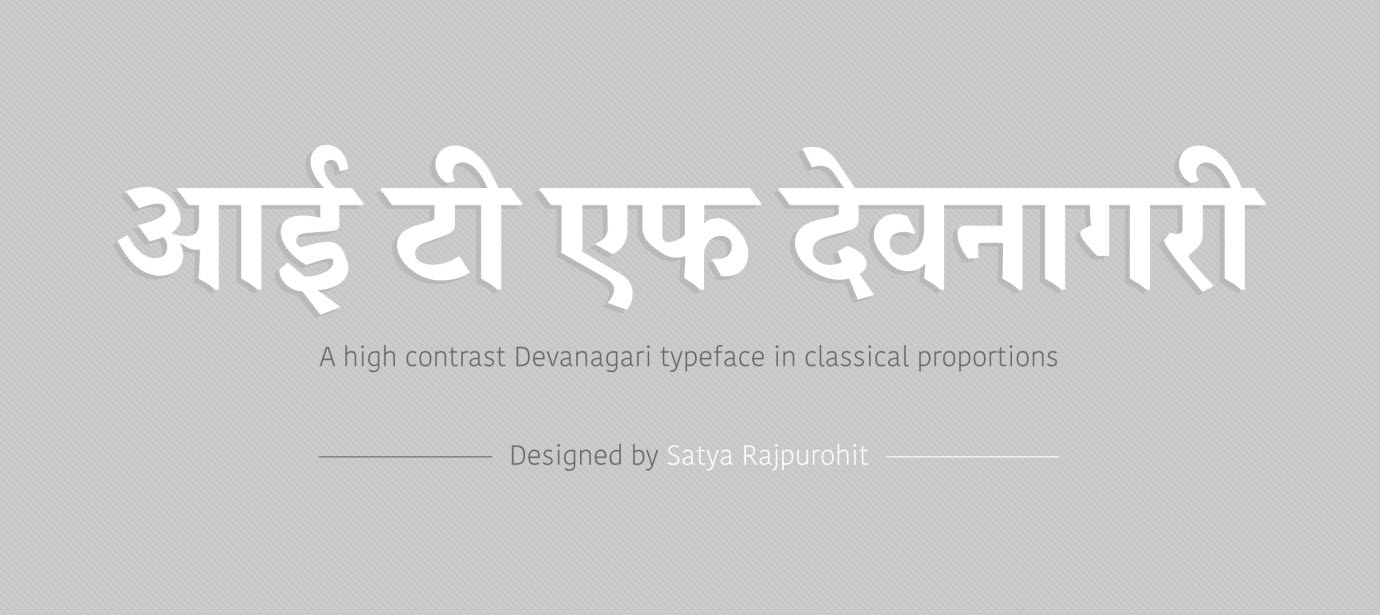 आई टी एफ देवनागरी
A high contrast Devanagari typeface in classical proportions
Designed by Satya Rajpurohit